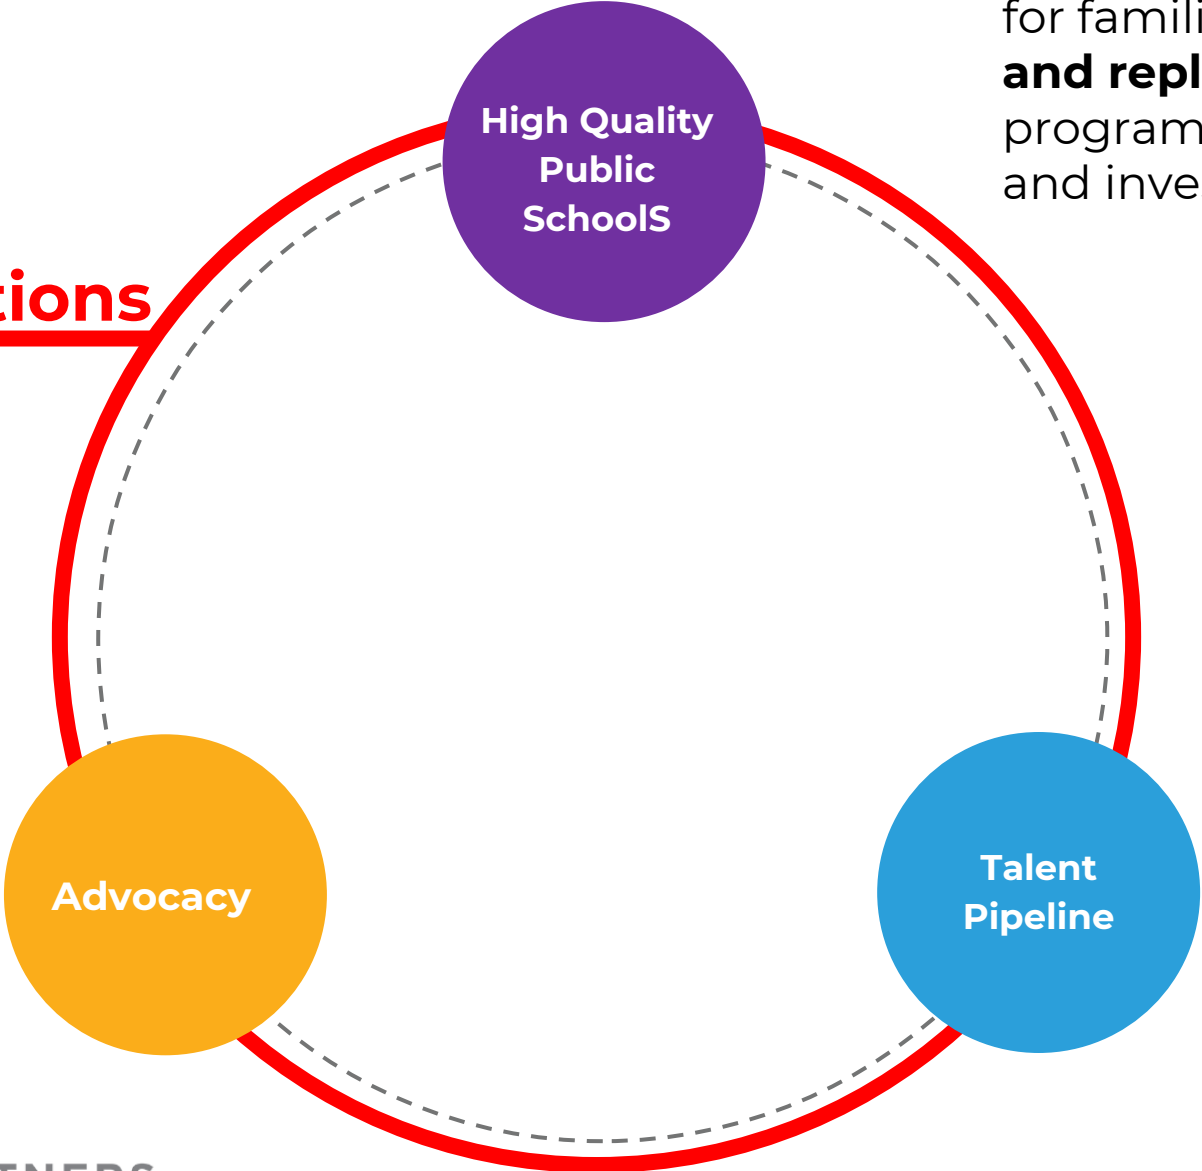 for famili
and repl
program
and inve
High Quality
Public
SchoolS
tions
Talent
Pipeline
Advocacy